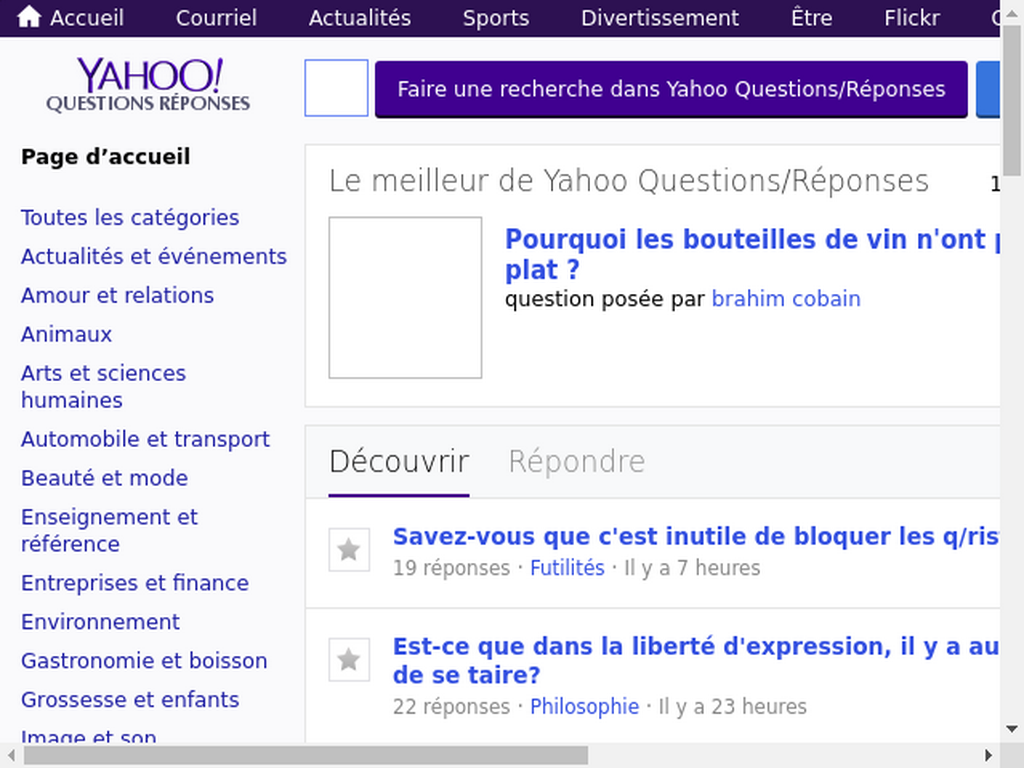 Accueil Courriel Actualités Sports Divertissement Être Flickr
YAHOO!
QUESTIONS RÉPONSES
Faire une recherche dans Yahoo Questions/Réponses
Page d’accueil
Toutes les catégories
Actualités et événements
Amour et relations
Animaux
Arts et sciences
humaines
Automobile et transport
Beauté et mode
Enseignement et
référence
Entreprises et finance
Environnement
Gastronomie et boisson
Grossesse et enfants
Image et son
Le meilleur de Yahoo Questions/Réponses 1
Pourquoi les bouteilles de vin n'ont
plat ?
question posée par brahim cobain
Découvrir Répondre
Savez-vous que c'est inutile de bloquer les q/ris
19 réponses · Futilités · Il y a 7 heures
Est-ce que dans la liberté d'expression, il y a au
de se taire?
22 réponses · Philosophie · Il y a 23 heures